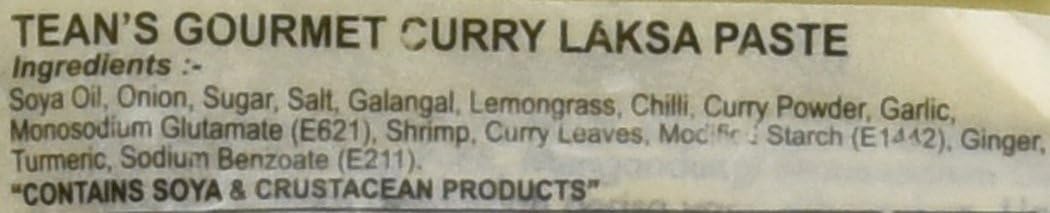 TEAN'S GOURMET CURRY LAKSA PASTE
Ingredients :-
Soya Oil, Onion, Sugar, Salt, Galangal, Lemongrass, Chilli, Curry Powder, Garlic,
Monosodium Glutamate (E621), Shrimp, Curry Leaves, Modified Starch (E1442), Ginger,
Turmeric, Sodium Benzoate (E211).
"CONTAINS SOYA & CRUSTACEAN PRODUCTS"